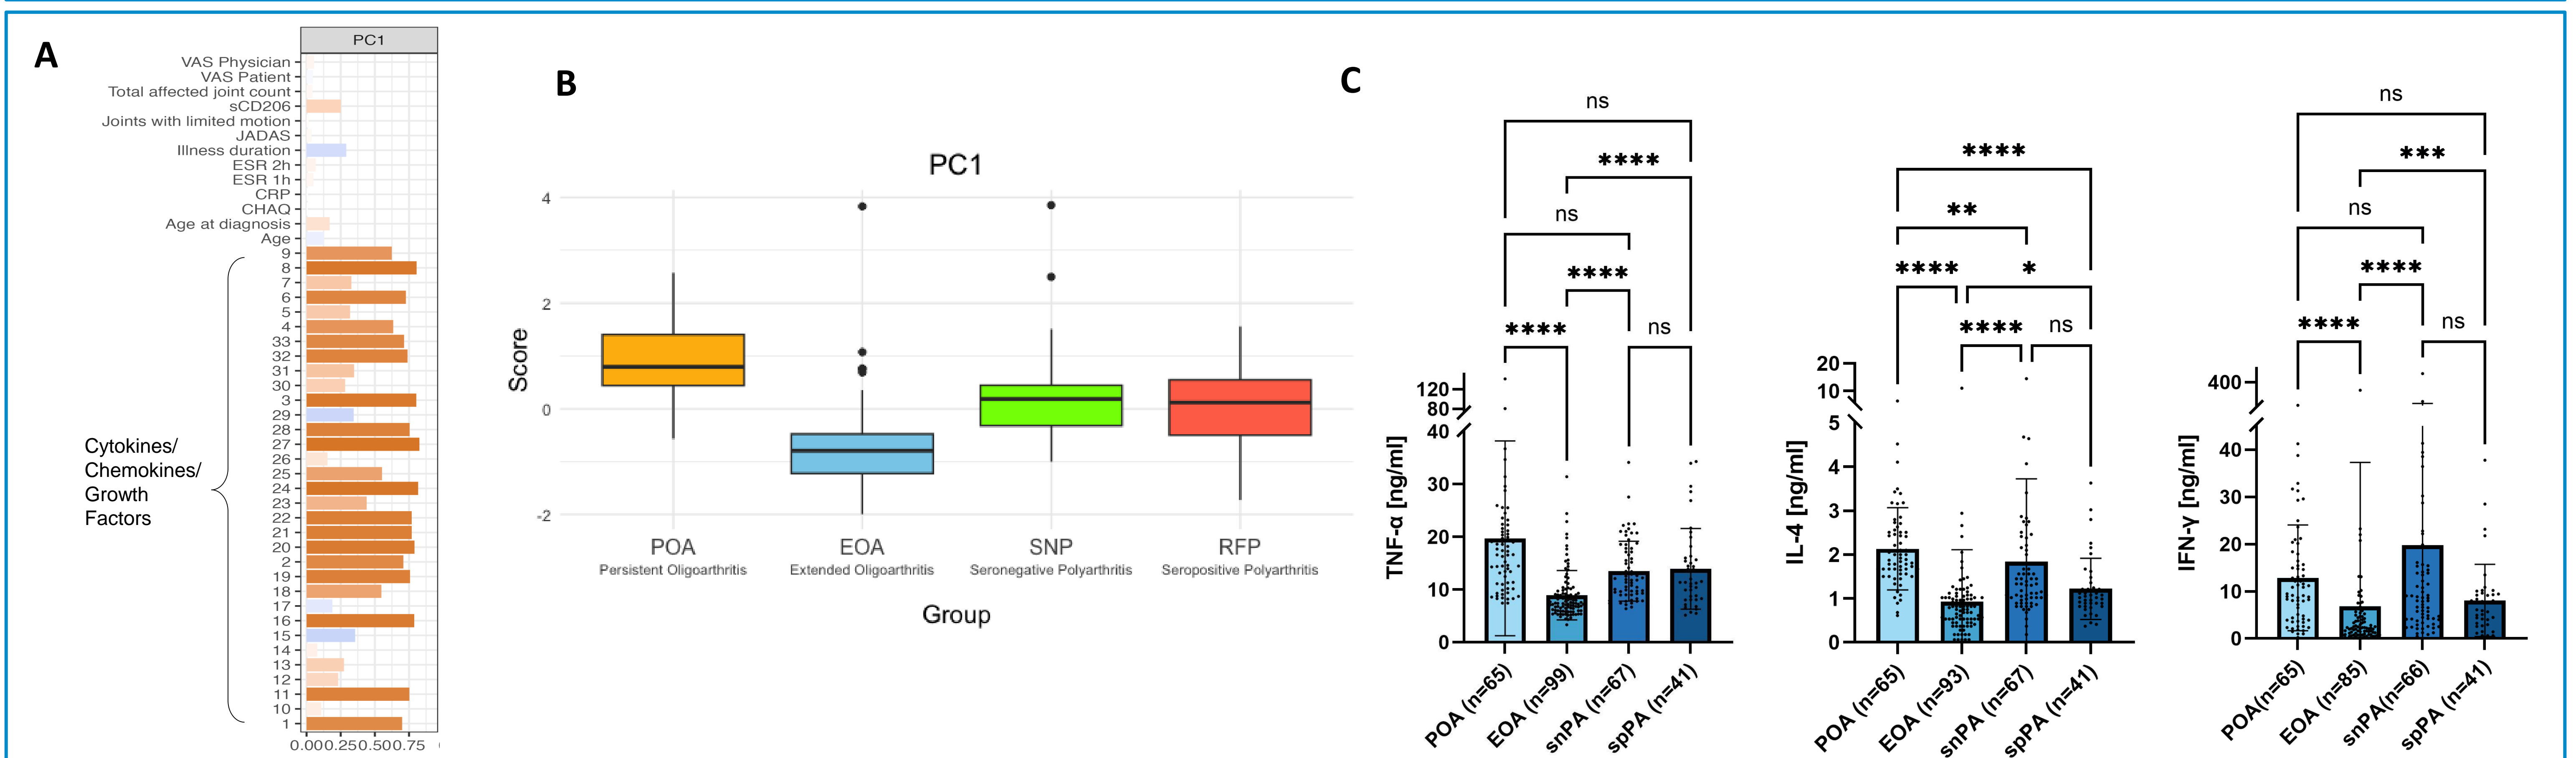 A
PC1
VAS Physician
VAS Patient
Total affected joint count
sCD206
Joints with limited motion
JADAS
Illness duration
ESR 2h
ESR 1h
CRP
CHAQ
Age at diagnosis
Age
9
8
7
6
5
4
33
32
31
30
3
29
28
27
26
25
24
23
22
21
20
2
19
18
17
16
15
14
13
12
11
10
1
0.00 0.25 0.50 0.75
Cytokines/
Chemokines/
Growth
Factors
B
PC1
Score
4
2
0
-2
POA
Persistent Oligoarthritis
EOA
Extended Oligoarthritis
SNP
Seronegative Polyarthritis
RFP
Seropositive Polyarthritis
Group
C
ns
****
ns
****
**** ns
TNF-α [ng/ml]
120
80
40
30
20
10
0
POA (n=65)
EOA (n=99)
snPA (n=67)
spPA (n=41)
****
**
**** *
**** ns
IL-4 [ng/ml]
20
10
5
4
3
2
1
0
POA (n=65)
EOA (n=93)
snPA (n=67)
spPA (n=41)
ns
***
ns
****
**** ns
IFN-γ [ng/ml]
400
40
30
20
10
0
POA(n=65)
EOA (n=85)
snPA(n=66)
spPA (n=41)